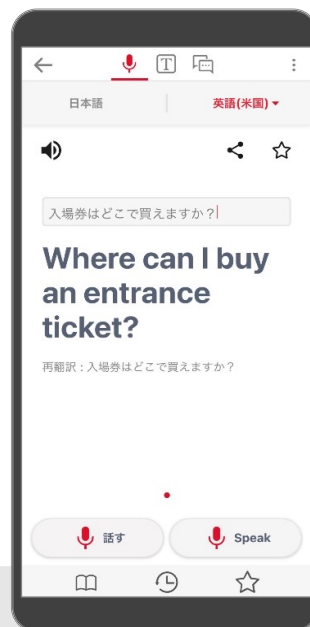 T
日本語
英語(米国)
入場券はどこで買えますか?
Where can I buy
an entrance
ticket?
再翻訳:入場券はどこで買えますか?
話す
Speak